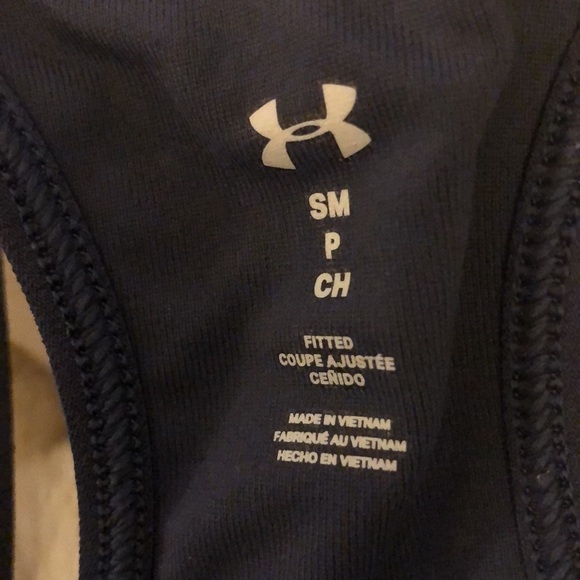 SM
P
CH
FITTED
COUPE AJUSTÉE
CEÑIDO
MADE IN VIETNAM
FABRIQUÉ AU VIETNAM
HECHO EN VIETNAM